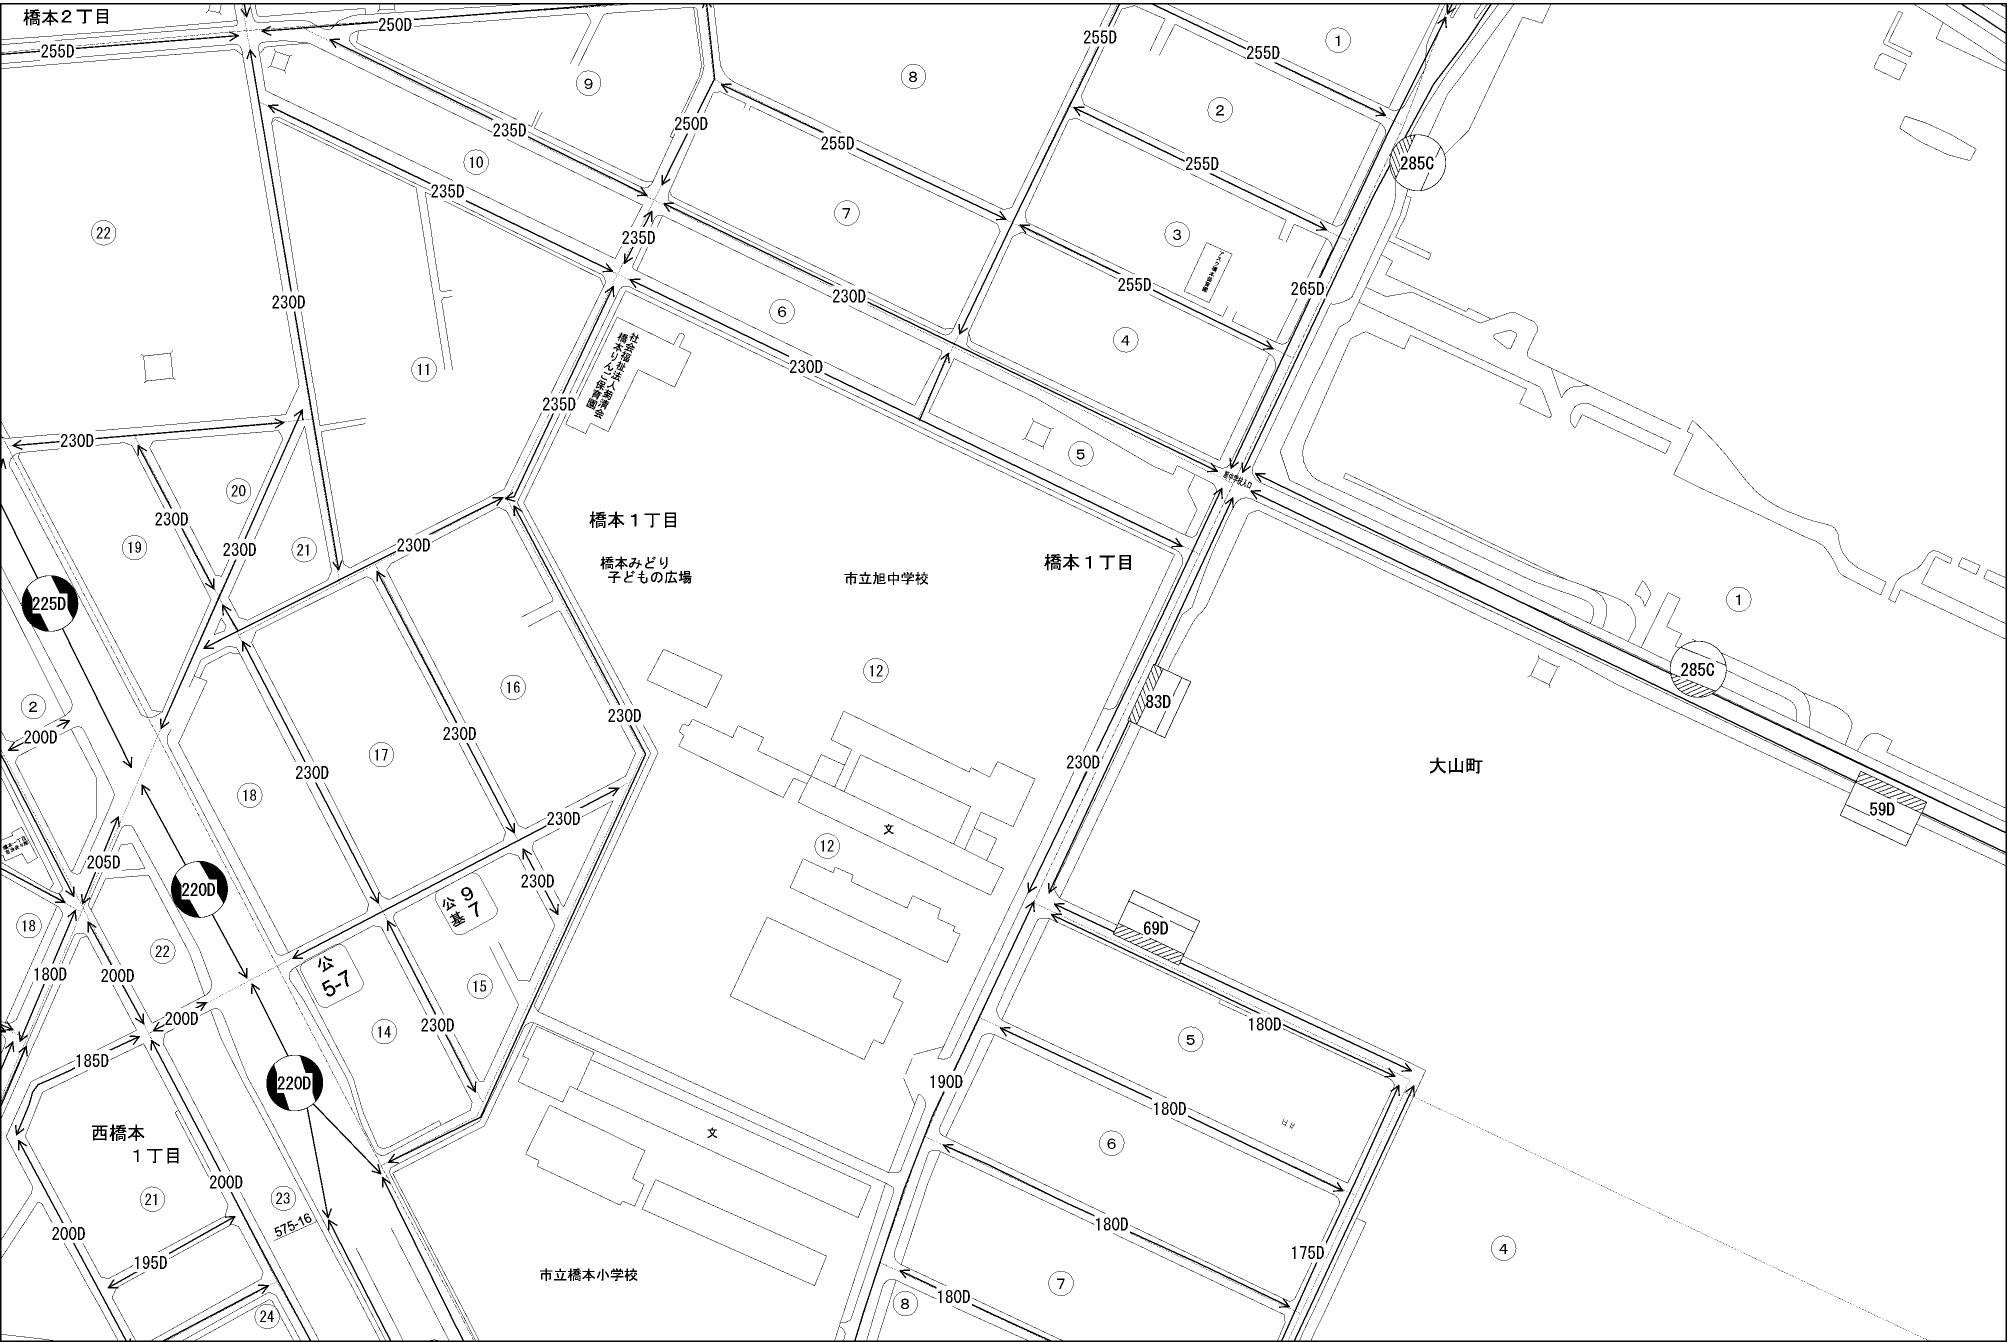 橋本２丁目
250D
255D
255D
255D
①
⑧
⑨
②
250D
235D
255D
285C
⑩
255D
235D
⑦
㉒
③
235D
265D
255D
230D
230D
⑥
④
社会福祉法人菊清会
橋本りんご保育園
230D
⑪
235D
230D
⑤
旭中学校入口
⑳
橋本１丁目
230D
230D
⑲
230D
㉑
橋本１丁目
橋本みどり
子どもの広場
市立旭中学校
225D
①
⑫
285C
⑯
83D
②
230D
200D
230D
⑰
230D
230D
大山町
⑱
59D
230D
文
⑫
205D
230D
220D
公
基
9
7
⑱
69D
㉒
180D
200D
公
5-7
⑮
200D
230D
⑭
180D
⑤
185D
220D
190D
180D
西橋本
１丁目
文
⑥
200D
㉑
㉓
575-16
180D
200D
④
175D
195D
市立橋本小学校
⑦
180D
⑧
㉔